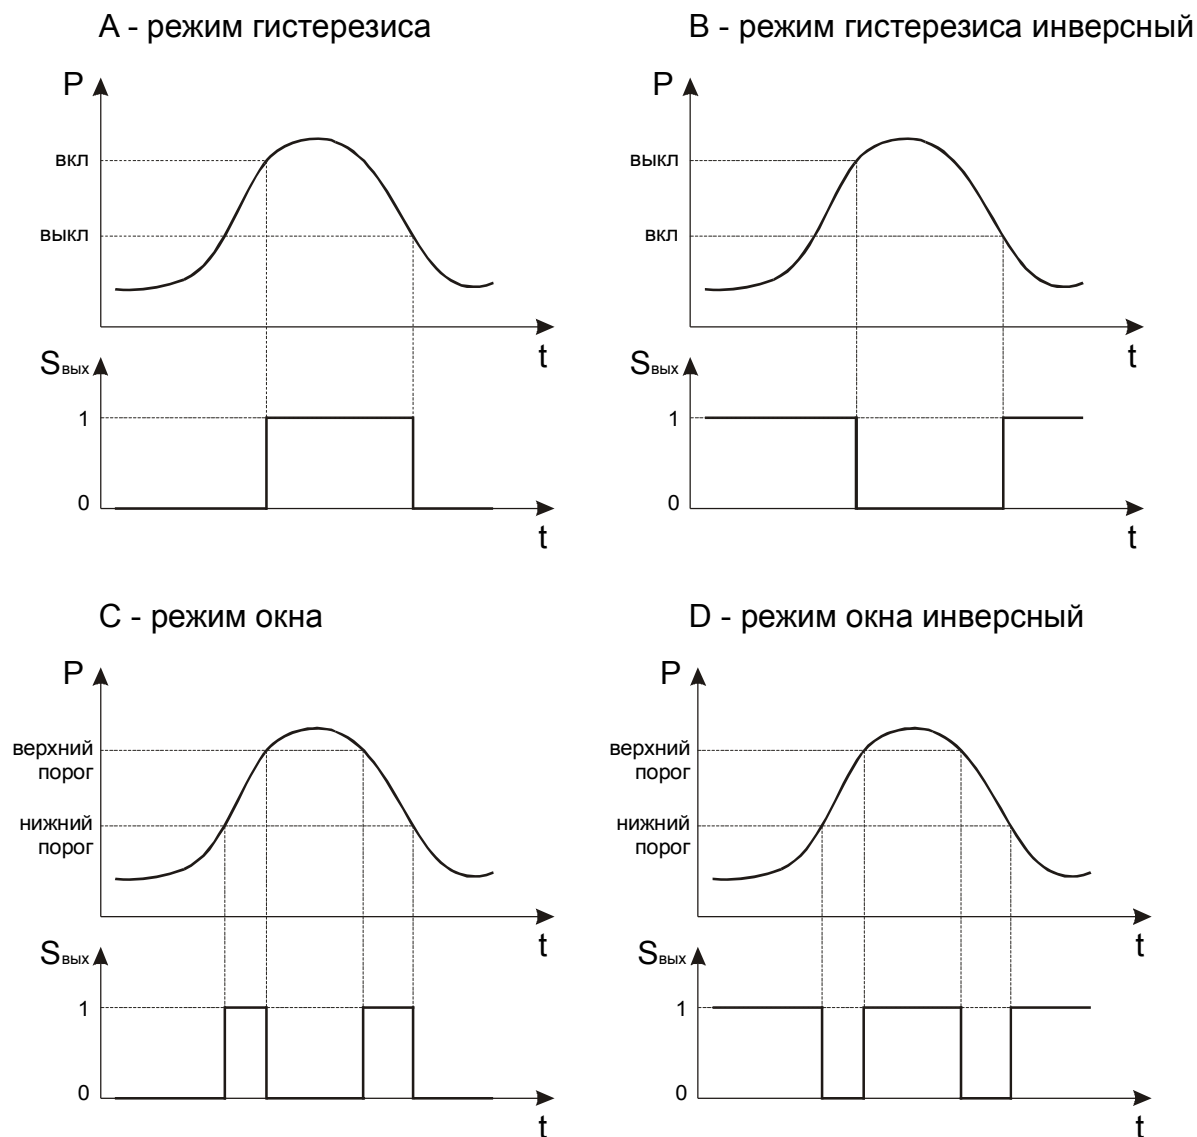 A - режим гистерезиса
P
вкл
выкл
t
Sвых
1
0
t
B - режим гистерезиса инверсный
P
выкл
вкл
t
Sвых
1
0
t
C - режим окна
P
верхний
порог
нижний
порог
t
Sвых
1
0
t
D - режим окна инверсный
P
верхний
порог
нижний
порог
t
Sвых
1
0
t